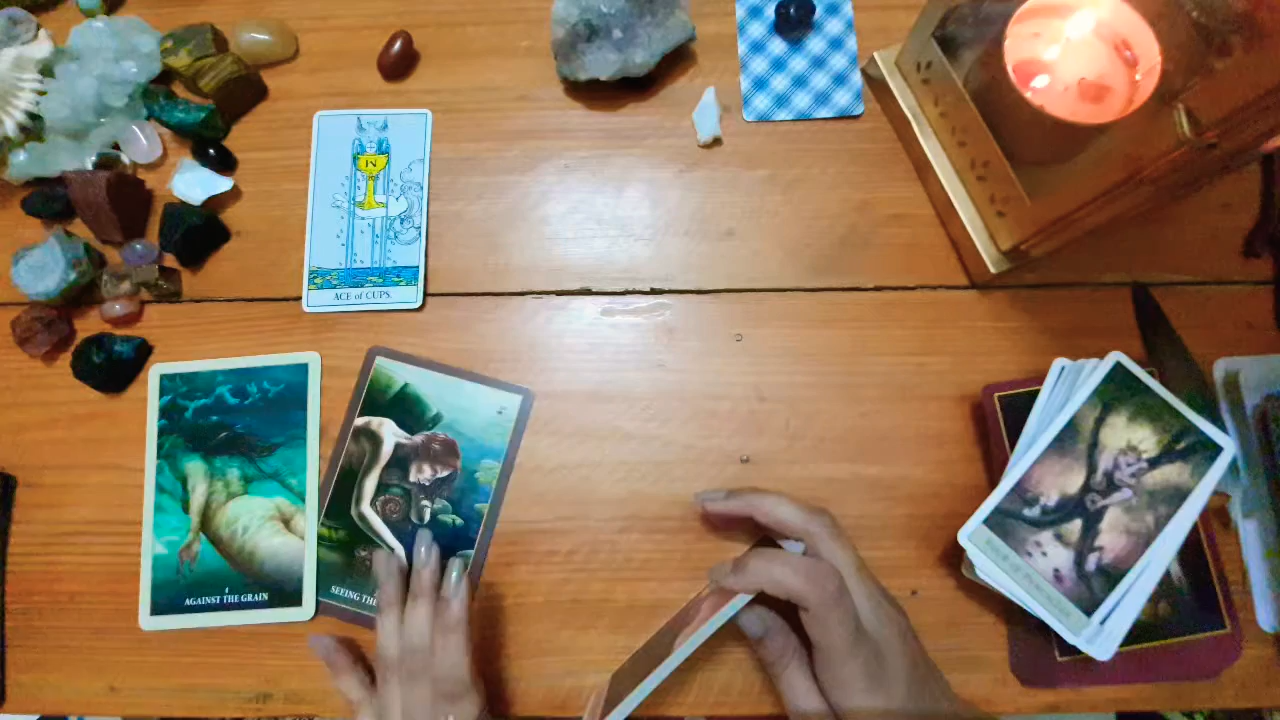 ACE of CUPS.
AGAINST THE GRAIN
SEEING THE